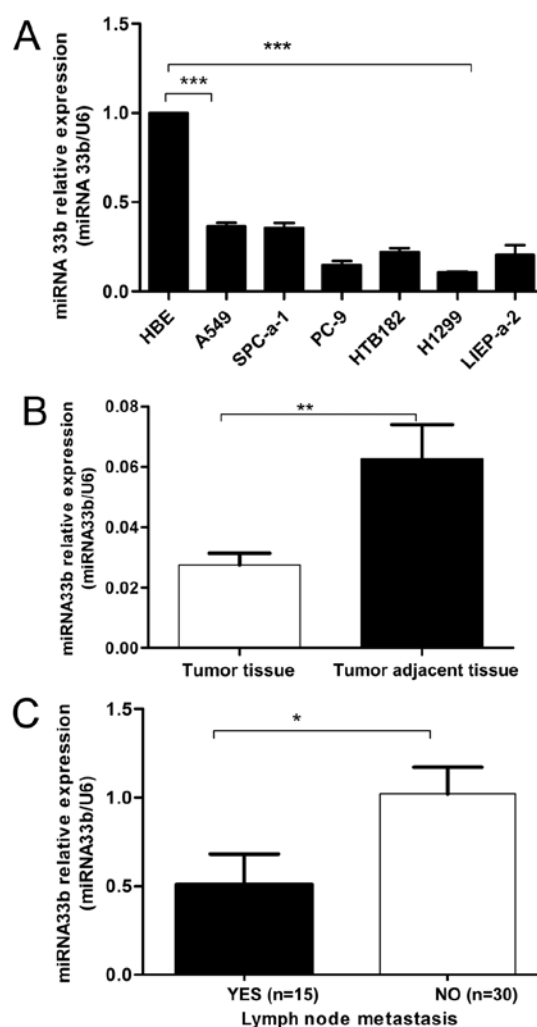 A
miRNA 33b relative expression
(miRNA 33b/U6)
1.5
1.0
0.5
0.0
***
***
HBE
A549
SPC-a-1
PC-9
HTB182
H1299
LIEP-a-2
B
miRNA33b relative expression
(miRNA33b/U6)
0.08
0.06
0.04
0.02
0.00
**
Tumor tissue
Tumor adjacent tissue
C
miRNA33b relative expression
(miRNA33b/U6)
1.5
1.0
0.5
0.0
*
YES (n=15)
NO (n=30)
Lymph node metastasis